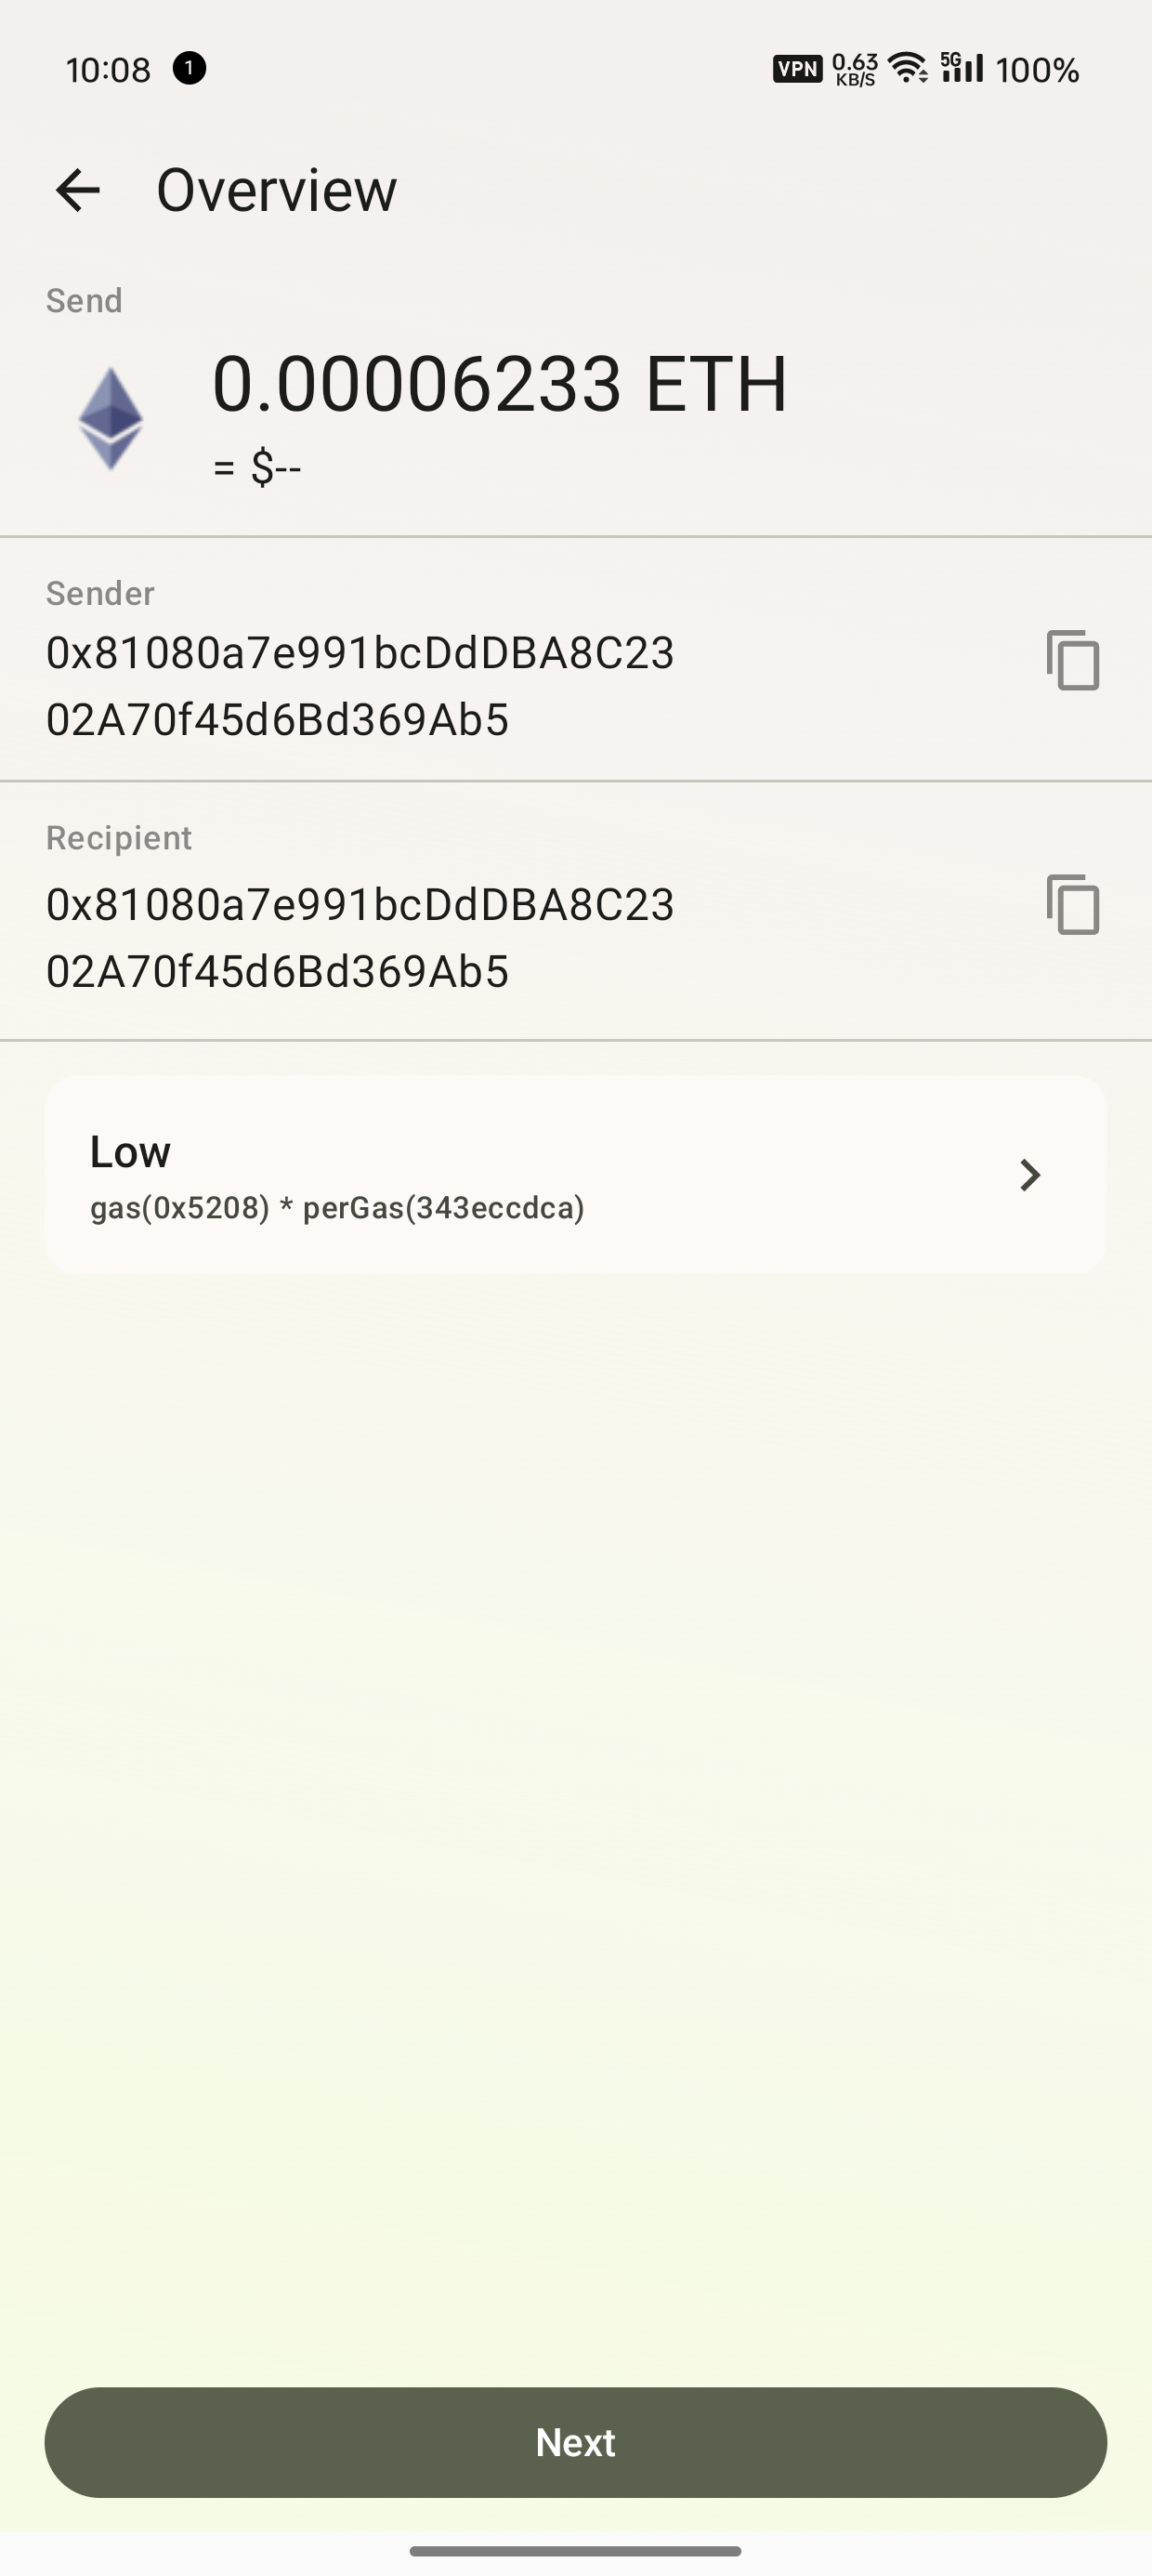 10:08 1 VPN 0.63 KB/S 5G 100%
Overview
Send
0.00006233 ETH
= $--
Sender
0x81080a7e991bcDdDBA8C23
02A70f45d6Bd369Ab5
Recipient
0x81080a7e991bcDdDBA8C23
02A70f45d6Bd369Ab5
Low
gas(0x5208) * perGas(343eccdca)
Next